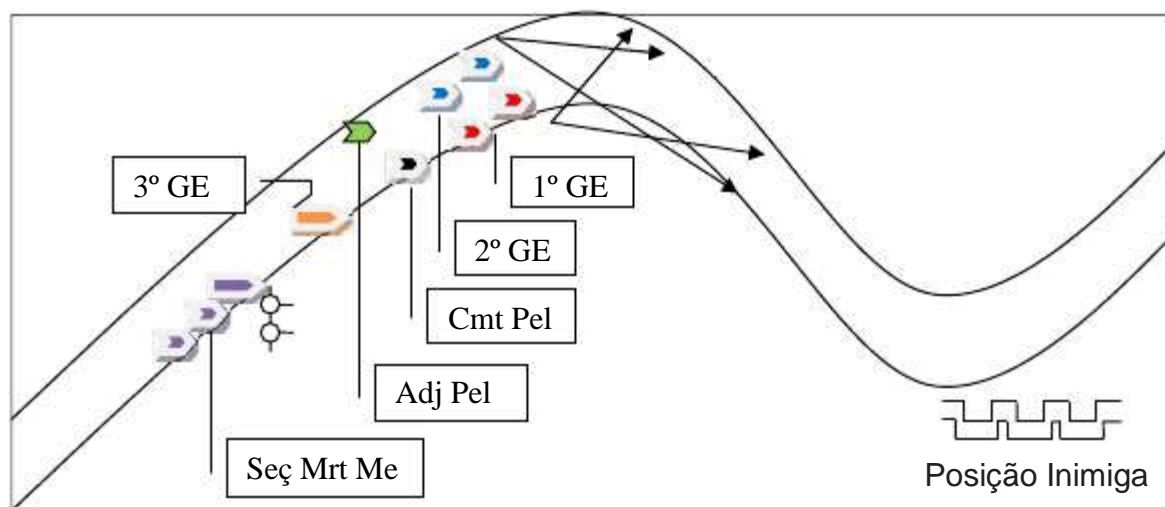 3º GE
1º GE
2º GE
Cmt Pel
Adj Pel
Seç Mrt Me
Posição Inimiga